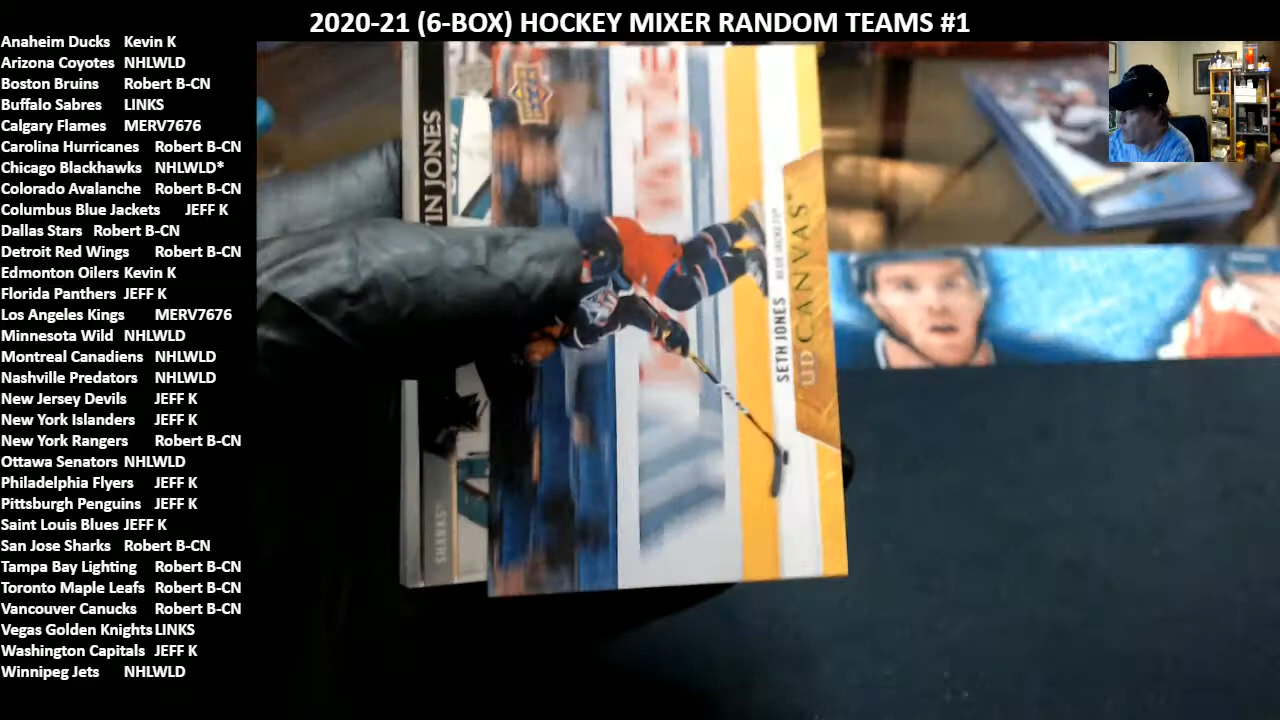 2020-21 (6-BOX) HOCKEY MIXER RANDOM TEAMS #1
Anaheim Ducks Kevin K
Arizona Coyotes NHLWLD
Boston Bruins Robert B-CN
Buffalo Sabres LINKS
Calgary Flames MERV7676
Carolina Hurricanes Robert B-CN
Chicago Blackhawks NHLWLD*
Colorado Avalanche Robert B-CN
Columbus Blue Jackets JEFF K
Dallas Stars Robert B-CN
Detroit Red Wings Robert B-CN
Edmonton Oilers Kevin K
Florida Panthers JEFF K
Los Angeles Kings MERV7676
Minnesota Wild NHLWLD
Montreal Canadiens NHLWLD
Nashville Predators NHLWLD
New Jersey Devils JEFF K
New York Islanders JEFF K
New York Rangers Robert B-CN
Ottawa Senators NHLWLD
Philadelphia Flyers JEFF K
Pittsburgh Penguins JEFF K
Saint Louis Blues JEFF K
San Jose Sharks Robert B-CN
Tampa Bay Lighting Robert B-CN
Toronto Maple Leafs Robert B-CN
Vancouver Canucks Robert B-CN
Vegas Golden Knights LINKS
Washington Capitals JEFF K
Winnipeg Jets NHLWLD
JONES
SHARKS
SETH JONES BLUE JACKETS
UD CANVAS